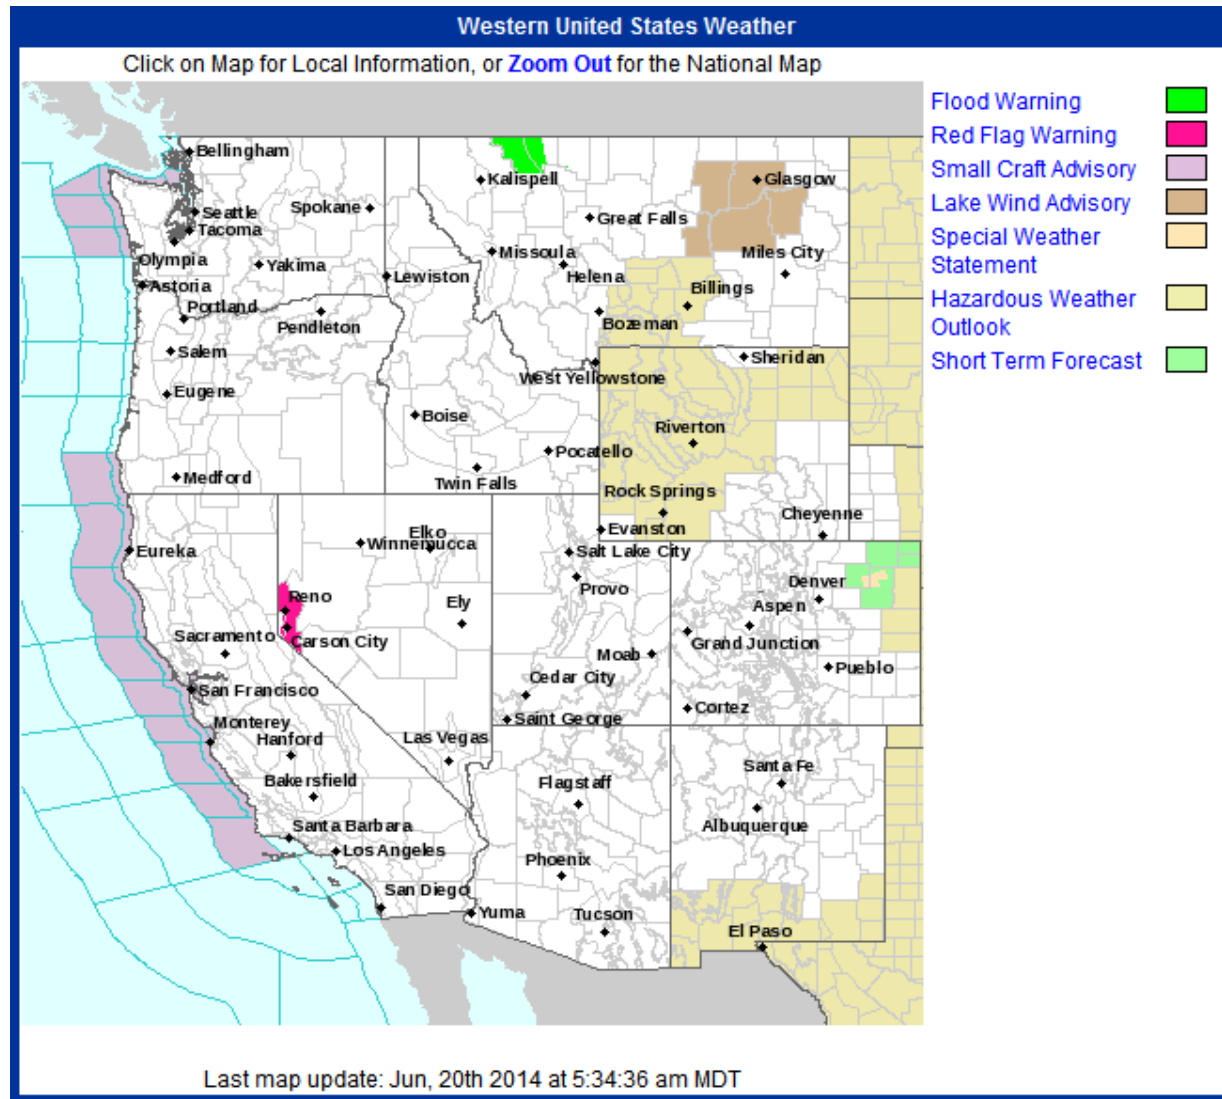 Western United States Weather
Click on Map for Local Information, or Zoom Out for the National Map
Flood Warning
Red Flag Warning
Small Craft Advisory
Lake Wind Advisory
Special Weather
Statement
Hazardous Weather
Outlook
Short Term Forecast
Bellingham
Kalispell
Glasgow
Seattle
Spokane
Great Falls
Tacoma
Olympia
Yakima
Missoula
Miles City
Astoria
Lewiston
Helena
Billings
Portland
Pendleton
Bozeman
Salem
Sheridan
West Yellowstone
Eugene
Boise
Riverton
Pocatello
Medford
Twin Falls
Rock Springs
Cheyenne
Evanston
Elko
Winnemucca
Eureka
Salt Lake City
Provo
Denver
Reno
Ely
Aspen
Sacramento
Carson City
Grand Junction
Moab
Pueblo
Cedar City
San Francisco
Cortez
Saint George
Monterey
Hanford
Las Vegas
Santa Fe
Bakersfield
Flagstaff
Albuquerque
Santa Barbara
Los Angeles
Phoenix
San Diego
Yuma
Tucson
El Paso
Last map update: Jun, 20th 2014 at 5:34:36 am MDT